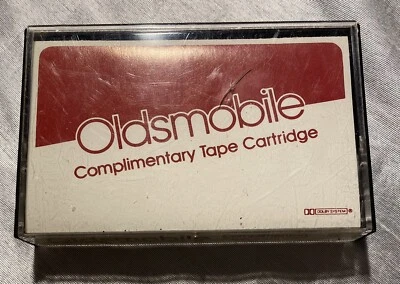 Oldsmobile
Complimentary Tape Cartridge
DOLBY SYSTEM ®